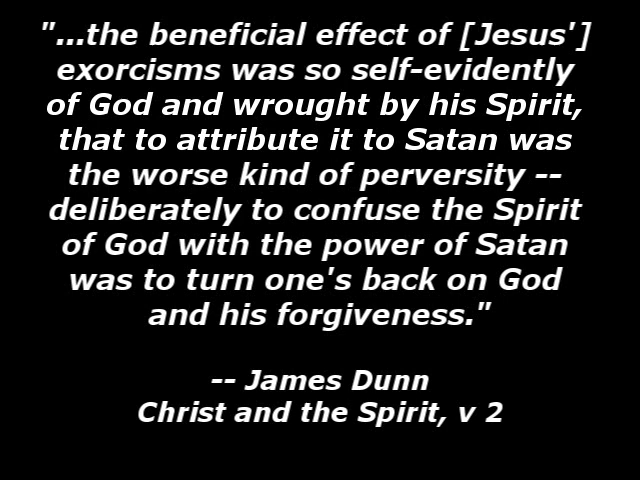 "...the beneficial effect of [Jesus']
exorcisms was so self-evidently
of God and wrought by his Spirit,
that to attribute it to Satan was
the worse kind of perversity --
deliberately to confuse the Spirit
of God with the power of Satan
was to turn one's back on God
and his forgiveness."
-- James Dunn
Christ and the Spirit, v 2